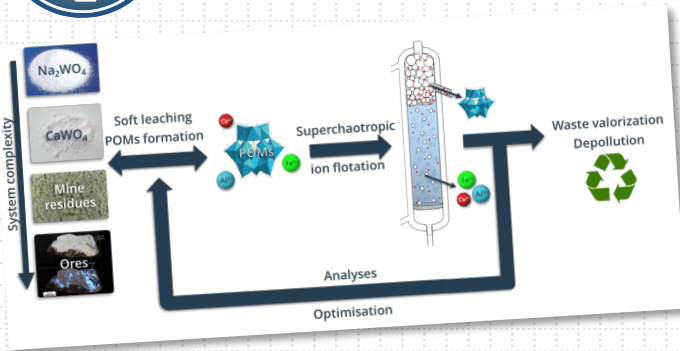 System complexity
Na₂WO₄
CaWO₄
Mine
residues
Ores
Soft leaching
POMs formation
POMs
Superchaotropic
ion flotation
Waste valorization
Depollution
Analyses
Optimisation